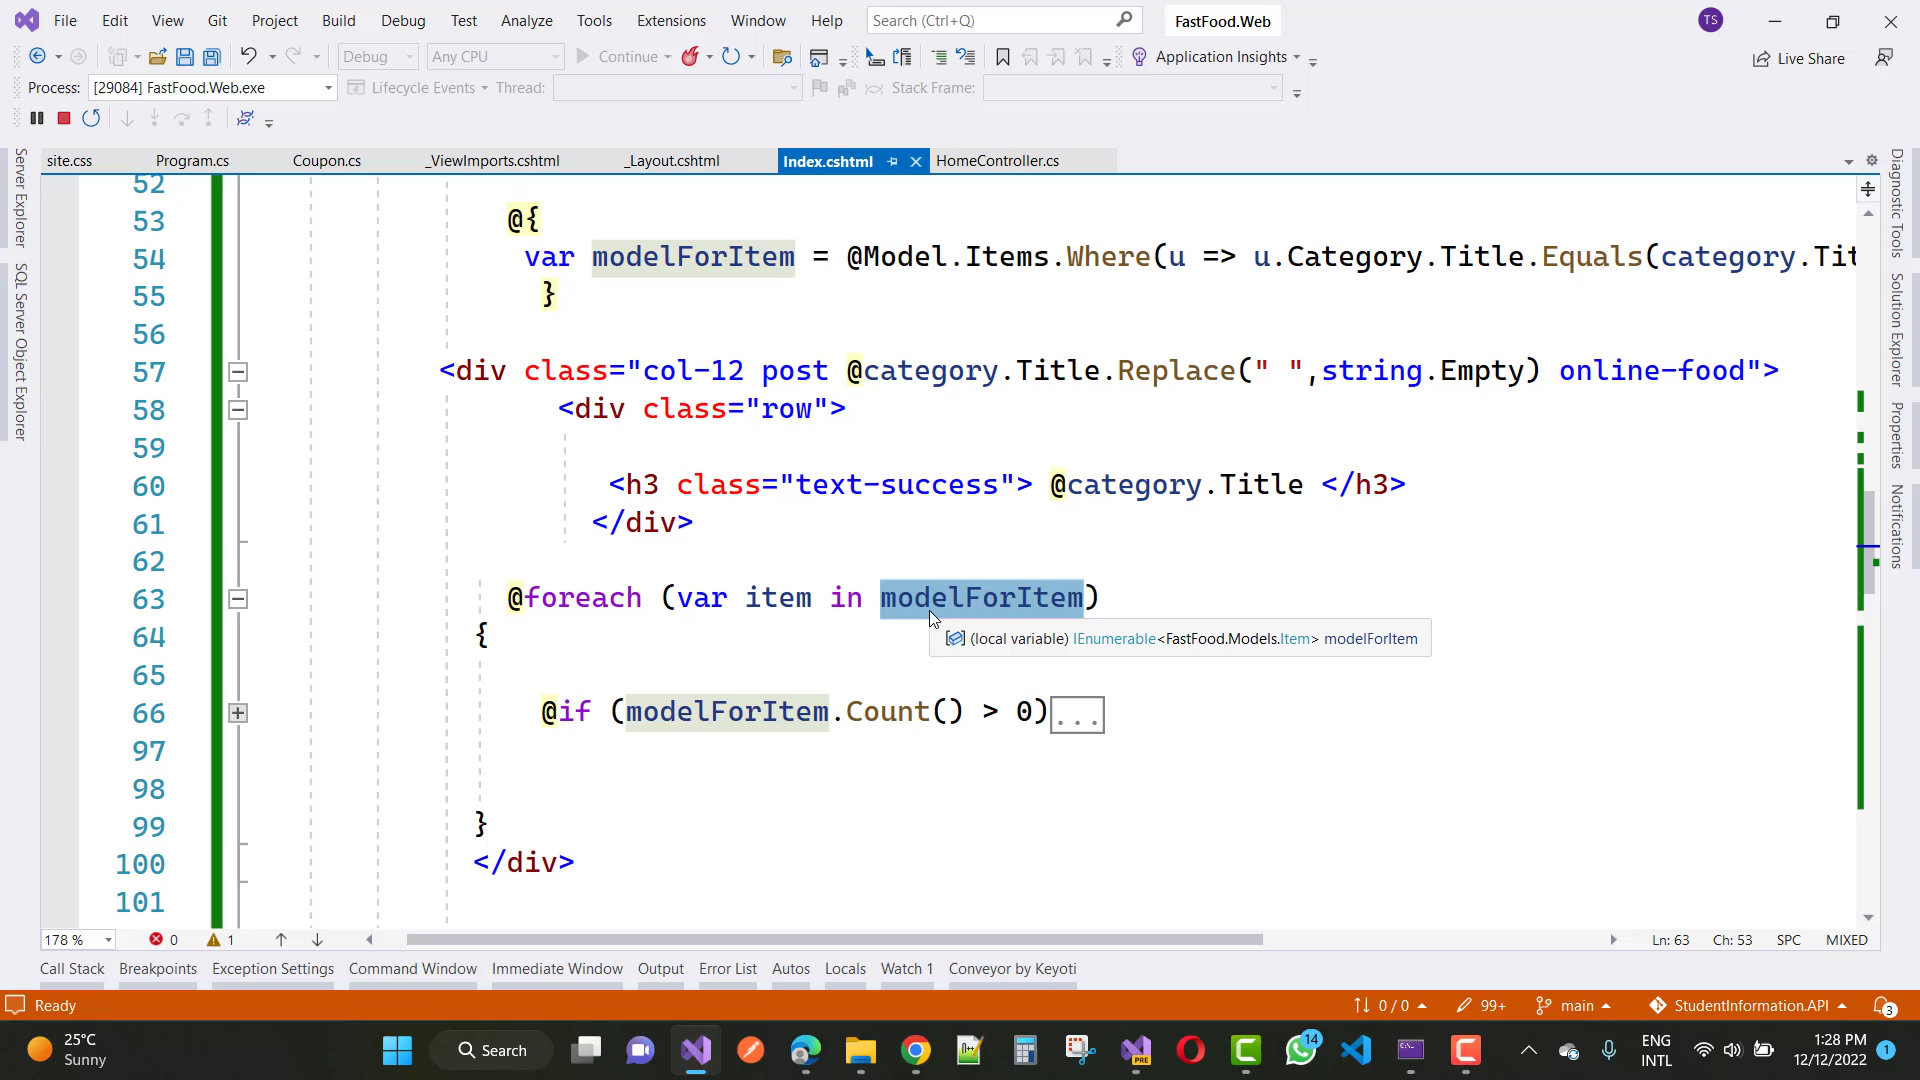 File Edit View Git Project Build Debug Test Analyze Tools Extensions Window Help Search (Ctrl+Q) FastFood.Web TS
Debug Any CPU Continue Application Insights Live Share
Process: [29084] FastFood.Web.exe Lifecycle Events Thread: Stack Frame:
site.css Program.cs Coupon.cs _ViewImports.cshtml _Layout.cshtml Index.cshtml HomeController.cs
Server Explorer
SQL Server Object Explorer
Diagnostic Tools
Solution Explorer
Properties
Notifications
52
53 @{
54 var modelForItem = @Model.Items.Where(u => u.Category.Title.Equals(category.Tit
55 }
56
57 <div class="col-12 post @category.Title.Replace(" ",string.Empty) online-food">
58 <div class="row">
59
60 <h3 class="text-success"> @category.Title </h3>
61 </div>
62
63 @foreach (var item in modelForItem)
64 {
(local variable) IEnumerable<FastFood.Models.Item> modelForItem
65
66 @if (modelForItem.Count() > 0)...
97
98
99 }
100 </div>
101
178 % 0 1 Ln: 63 Ch: 53 SPC MIXED
Call Stack Breakpoints Exception Settings Command Window Immediate Window Output Error List Autos Locals Watch 1 Conveyor by Keyoti
Ready 0 / 0 99+ main StudentInformation.API 3
25°C
Sunny
Search
PRE
14
ENG
INTL
1:28 PM
12/12/2022
1